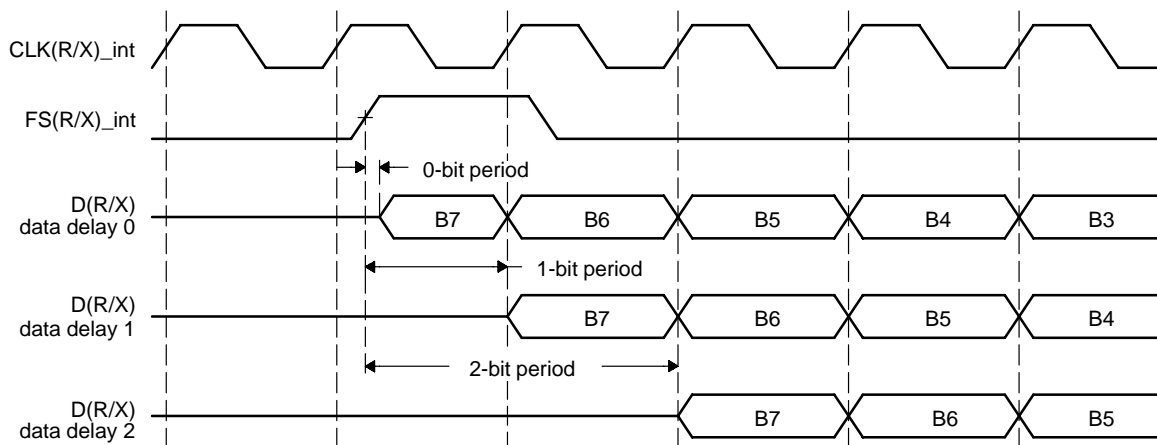 CLK(R/X)_int
FS(R/X)_int
0-bit period
D(R/X)
data delay 0
B7 B6 B5 B4 B3
1-bit period
D(R/X)
data delay 1
B7 B6 B5 B4
2-bit period
D(R/X)
data delay 2
B7 B6 B5